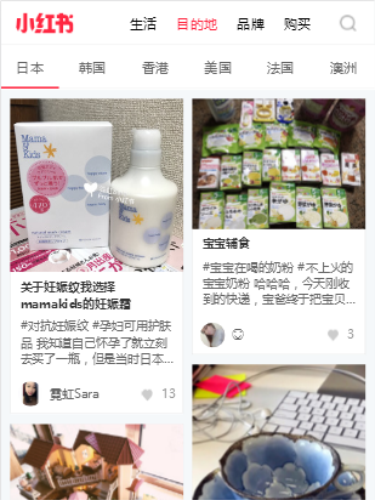 小红书
生活 目的地 品牌 购买
日本 韩国 香港 美国 法国 澳洲
Mama & Kids
关于妊娠纹我选择
mamakids的妊娠霜
#对抗妊娠纹 #孕妇可用护肤
品 我知道自己怀孕了就立刻
去买了一瓶，但是当时日本...
霓虹Sara 13
宝宝辅食
#宝宝在喝的奶粉 #不上火的
宝宝奶粉 哈哈哈，今天刚收
到的快递，宝爸终于把宝贝...
3